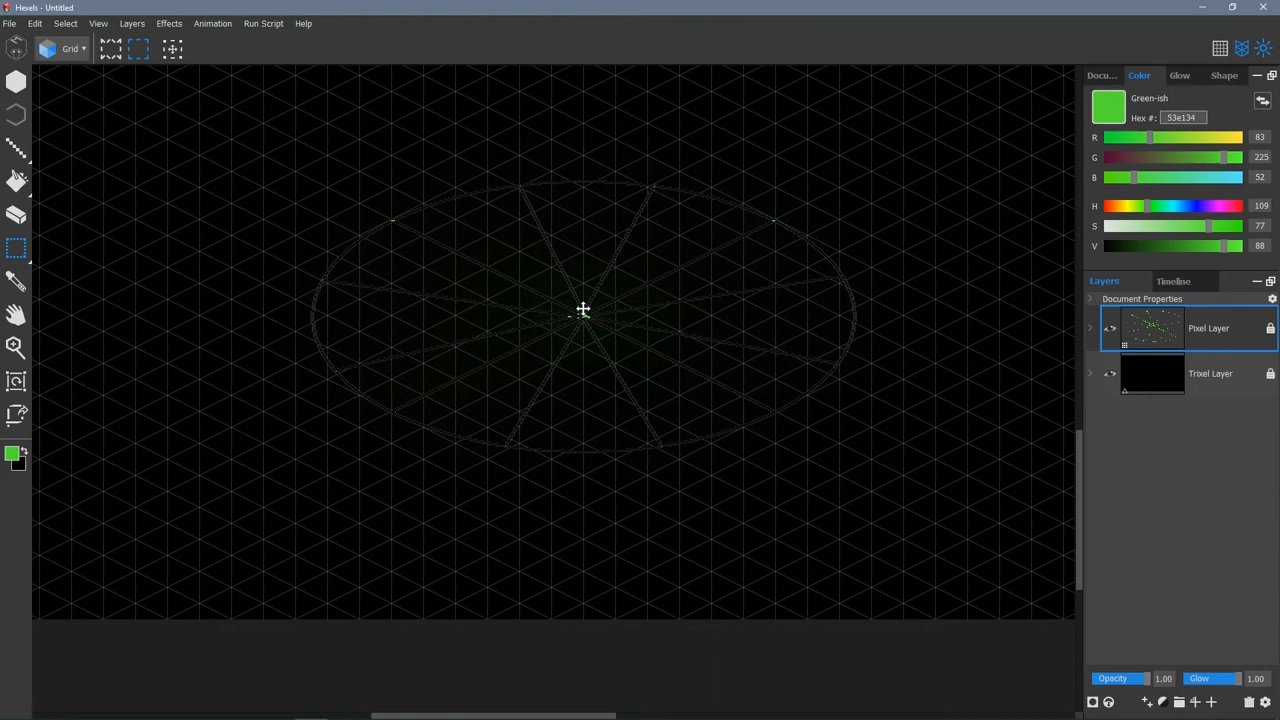 Hexels - Untitled
File Edit Select View Layers Effects Animation Run Script Help
Grid
Docu... Color Glow Shape
Green-ish
Hex #: 53e134
R 83
G 225
B 52
H 109
S 77
V 88
Layers Timeline
Document Properties
Pixel Layer
Trixel Layer
Opacity 1.00 Glow 1.00